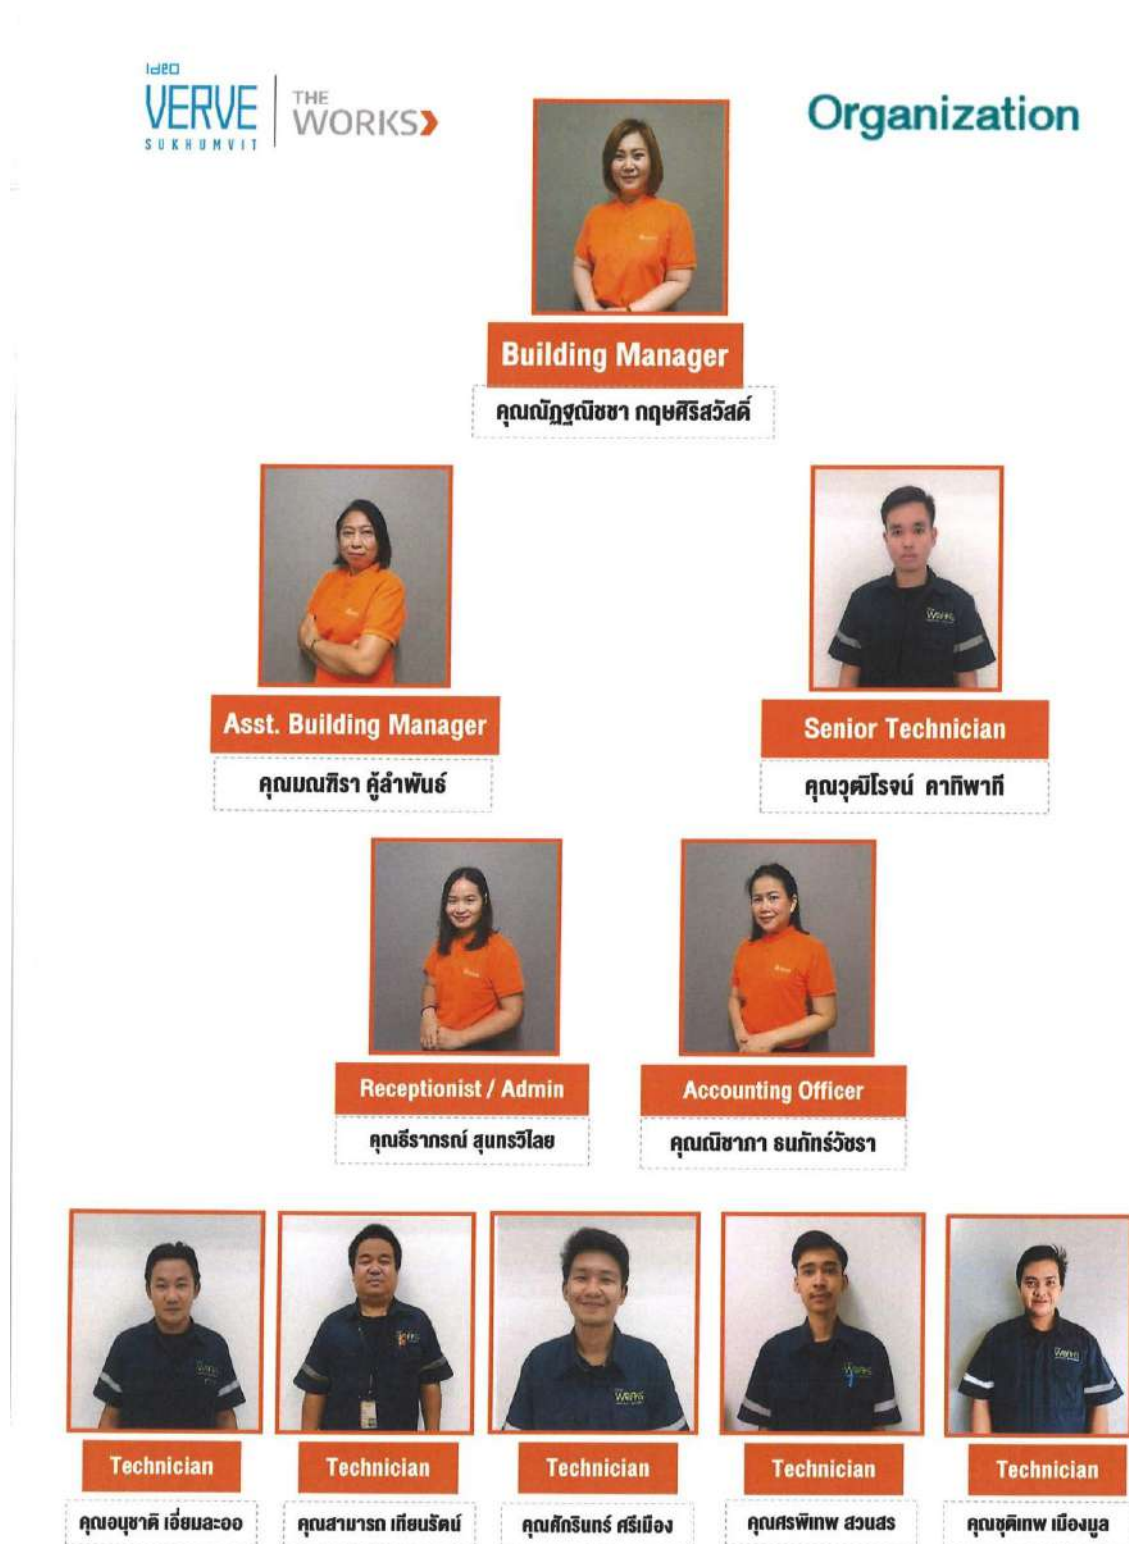 IdeO
VERVE
SUKHUMVIT
THE
WORKS
Organization
Building Manager
คุณณัฏฐณิชชา กฤษศิริสวัสดิ์
Asst. Building Manager
คุณมณฑิรา คู้ลำพันธ์
Senior Technician
คุณวุฒิโรจน์ คาทิพาที
Receptionist / Admin
คุณธีราภรณ์ สุนทรวิไลย
Accounting Officer
คุณณิชาภา ธนภัทร์วัชรา
Technician
คุณอนุชาติ เอี่ยมละออ
Technician
คุณสามารถ เทียนรัตน์
Technician
คุณศักรินทร์ ศรีเมือง
Technician
คุณศรพิเทพ สวนสร
Technician
คุณชุติเทพ เมืองมูล